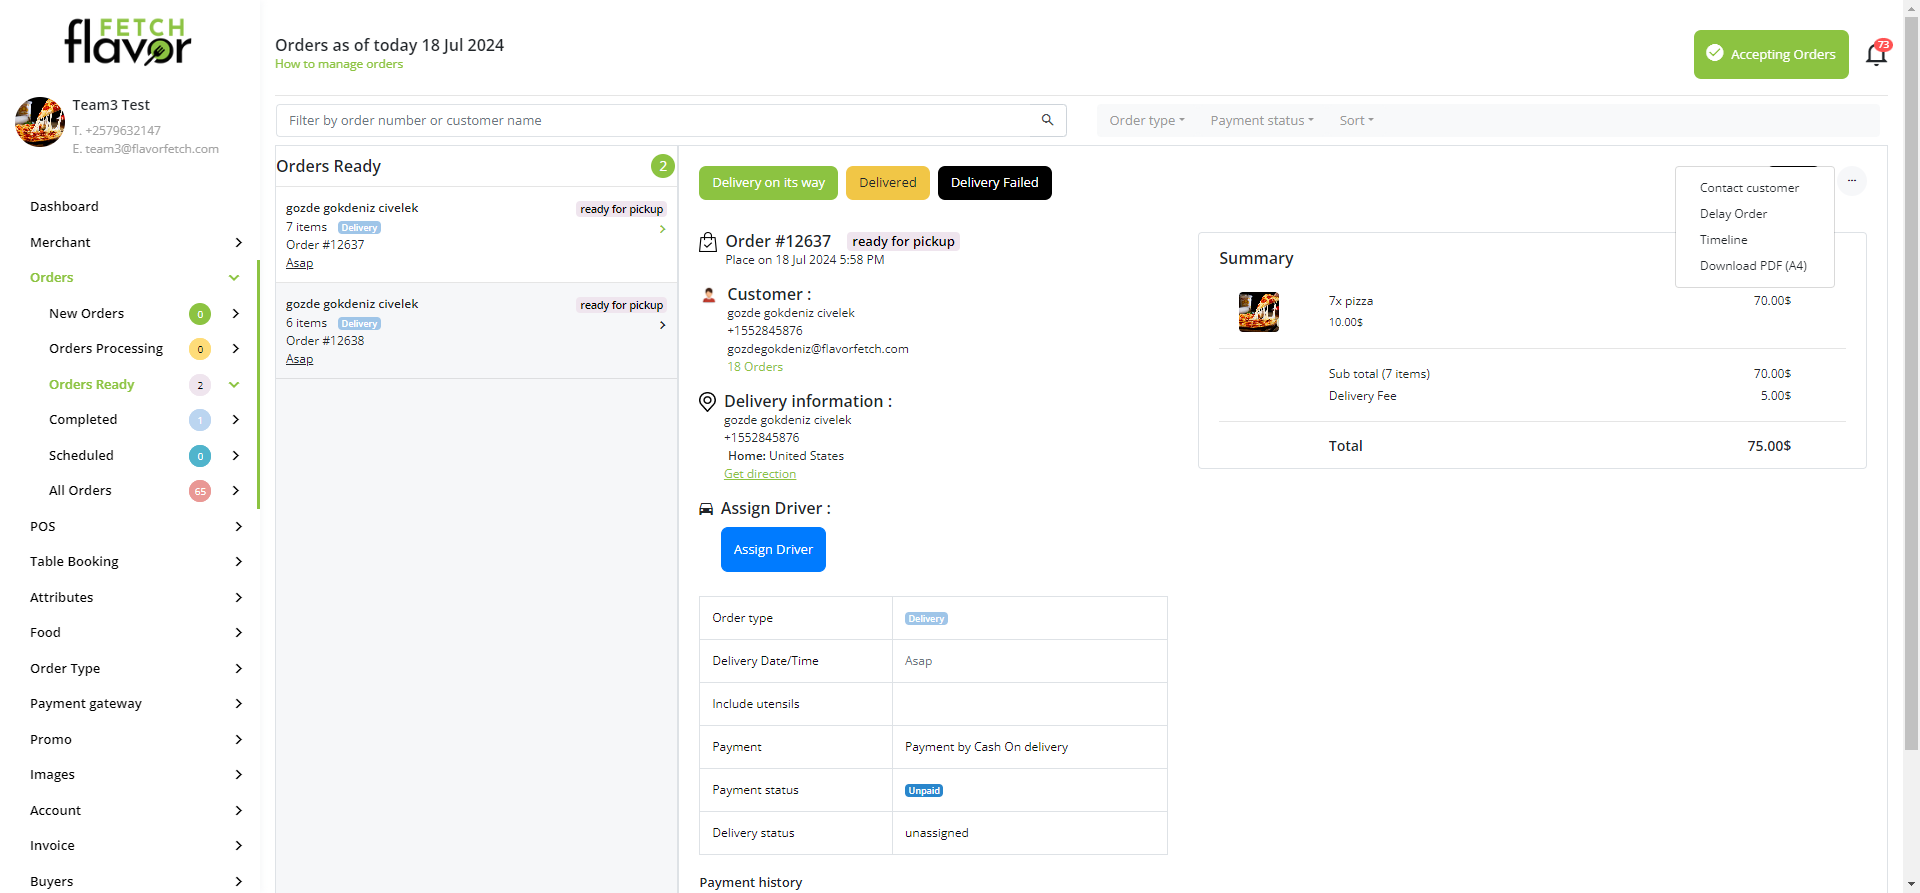 FETCH
flavor
Team3 Test
T. +2579632147
E. team3@flavorfetch.com
Dashboard
Merchant
Orders
New Orders 0
Orders Processing 0
Orders Ready 2
Completed 1
Scheduled 0
All Orders 65
POS
Table Booking
Attributes
Food
Order Type
Payment gateway
Promo
Images
Account
Invoice
Buyers
Orders as of today 18 Jul 2024
How to manage orders
Accepting Orders
73
Filter by order number or customer name
Order type Payment status Sort
Orders Ready 2
gozde gokdeniz civelek ready for pickup
7 items Delivery
Order #12637
Asap
gozde gokdeniz civelek ready for pickup
6 items Delivery
Order #12638
Asap
Delivery on its way Delivered Delivery Failed
...
Contact customer
Delay Order
Timeline
Download PDF (A4)
Order #12637 ready for pickup
Place on 18 Jul 2024 5:58 PM
Customer :
gozde gokdeniz civelek
+1552845876
gozdegokdeniz@flavorfetch.com
18 Orders
Delivery information :
gozde gokdeniz civelek
+1552845876
Home: United States
Get direction
Assign Driver :
Assign Driver
Order type Delivery
Delivery Date/Time Asap
Include utensils
Payment Payment by Cash On delivery
Payment status Unpaid
Delivery status unassigned
Payment history
Summary
7x pizza 70.00$
10.00$
Sub total (7 items) 70.00$
Delivery Fee 5.00$
Total 75.00$